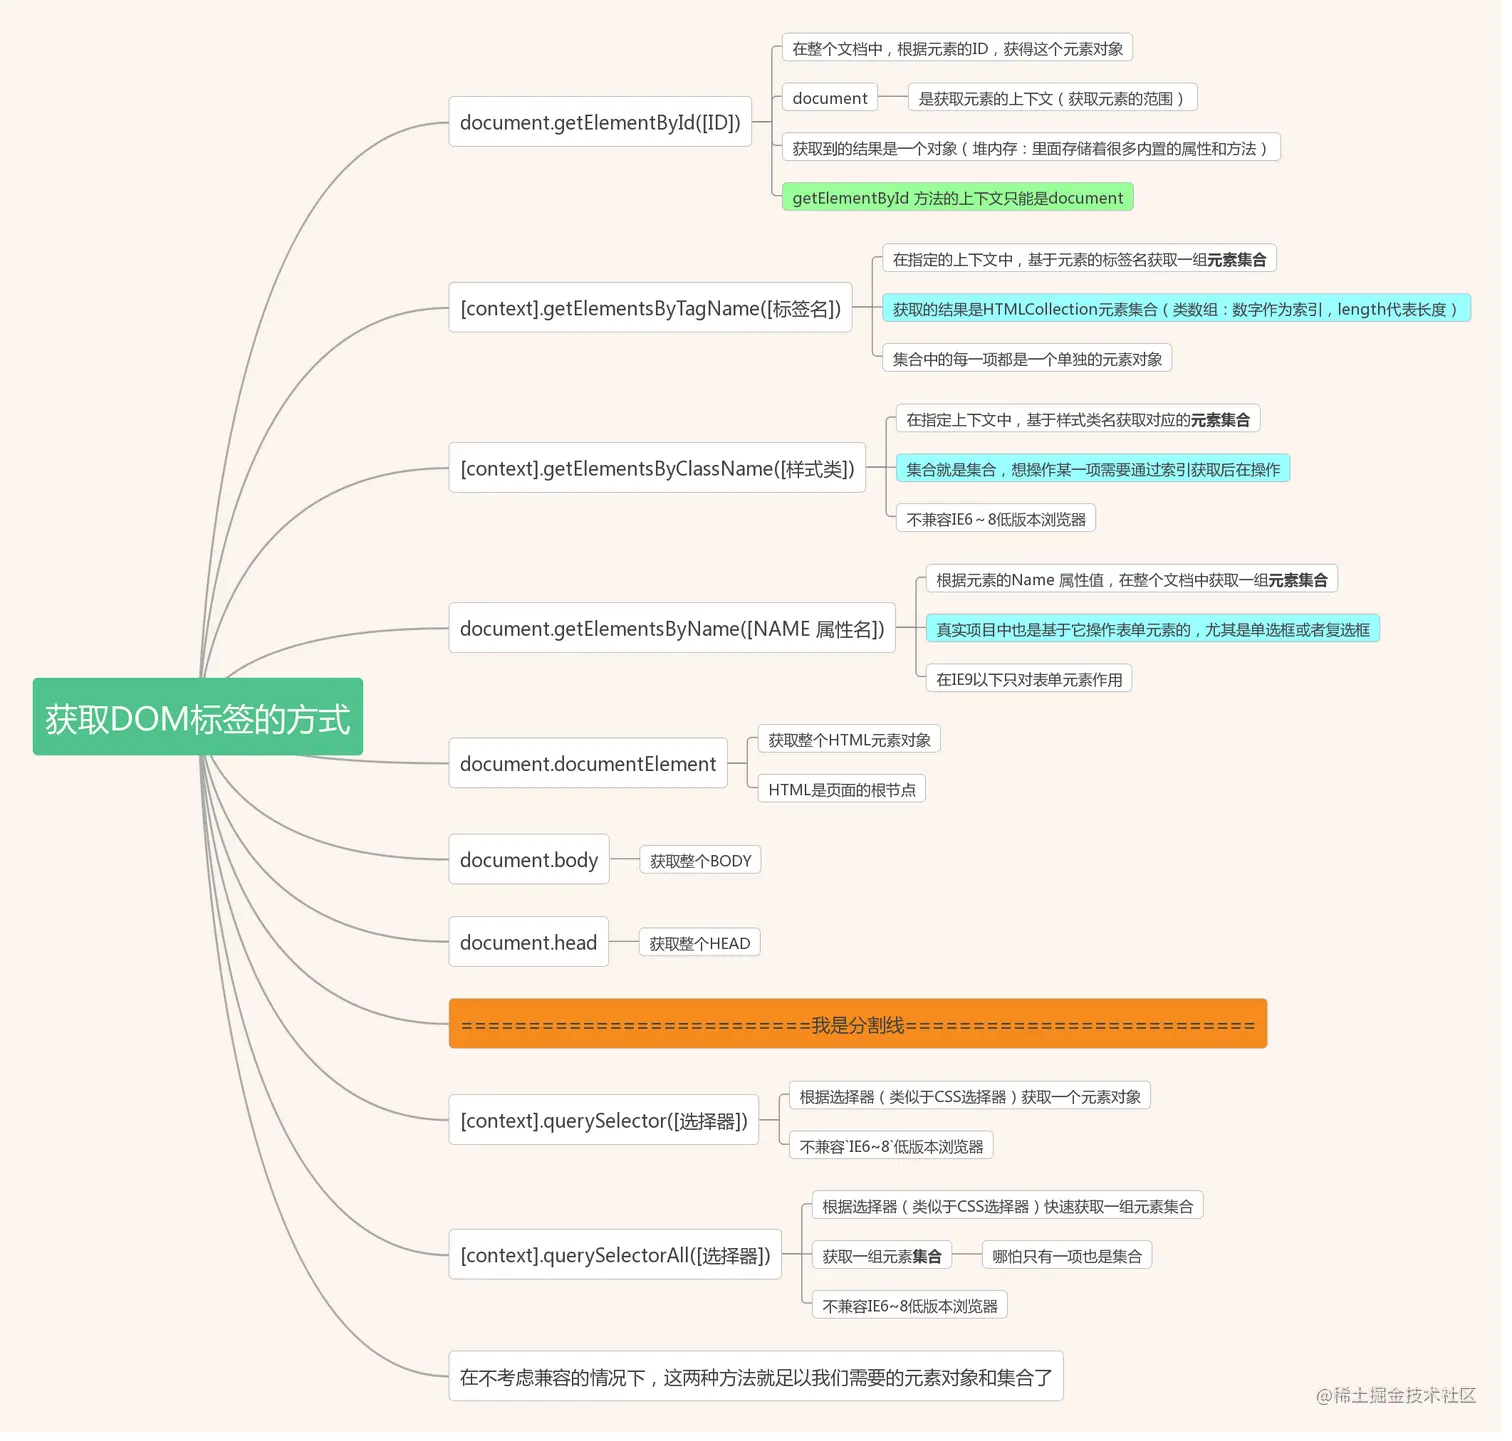 获取DOM标签的方式
document.getElementById([ID])
在整个文档中，根据元素的ID，获得这个元素对象
document
是获取元素的上下文（获取元素的范围）
获取到的结果是一个对象（堆内存：里面存储着很多内置的属性和方法）
getElementById 方法的上下文只能是document
[context].getElementsByTagName([标签名])
在指定的上下文中，基于元素的标签名获取一组元素集合
获取的结果是HTMLCollection元素集合（类数组：数字作为索引，length代表长度）
集合中的每一项都是一个单独的元素对象
[context].getElementsByClassName([样式类])
在指定上下文中，基于样式类名获取对应的元素集合
集合就是集合，想操作某一项需要通过索引获取后在操作
不兼容IE6～8低版本浏览器
document.getElementsByName([NAME 属性名])
根据元素的Name 属性值，在整个文档中获取一组元素集合
真实项目中也是基于它操作表单元素的，尤其是单选框或者复选框
在IE9以下只对表单元素作用
document.documentElement
获取整个HTML元素对象
HTML是页面的根节点
document.body
获取整个BODY
document.head
获取整个HEAD
==========================我是分割线==========================
[context].querySelector([选择器])
根据选择器（类似于CSS选择器）获取一个元素对象
不兼容`IE6~8`低版本浏览器
[context].querySelectorAll([选择器])
根据选择器（类似于CSS选择器）快速获取一组元素集合
获取一组元素集合
哪怕只有一项也是集合
不兼容IE6~8低版本浏览器
在不考虑兼容的情况下，这两种方法就足以我们需要的元素对象和集合了
@稀土掘金技术社区